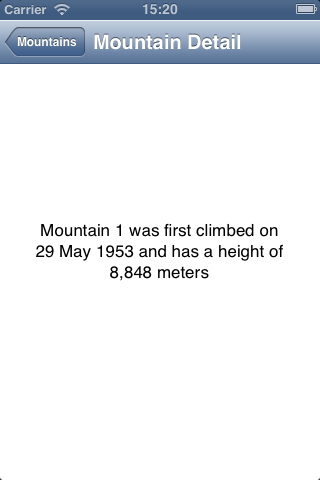 Carrier 15:20
Mountains Mountain Detail
Mountain 1 was first climbed on
29 May 1953 and has a height of
8,848 meters